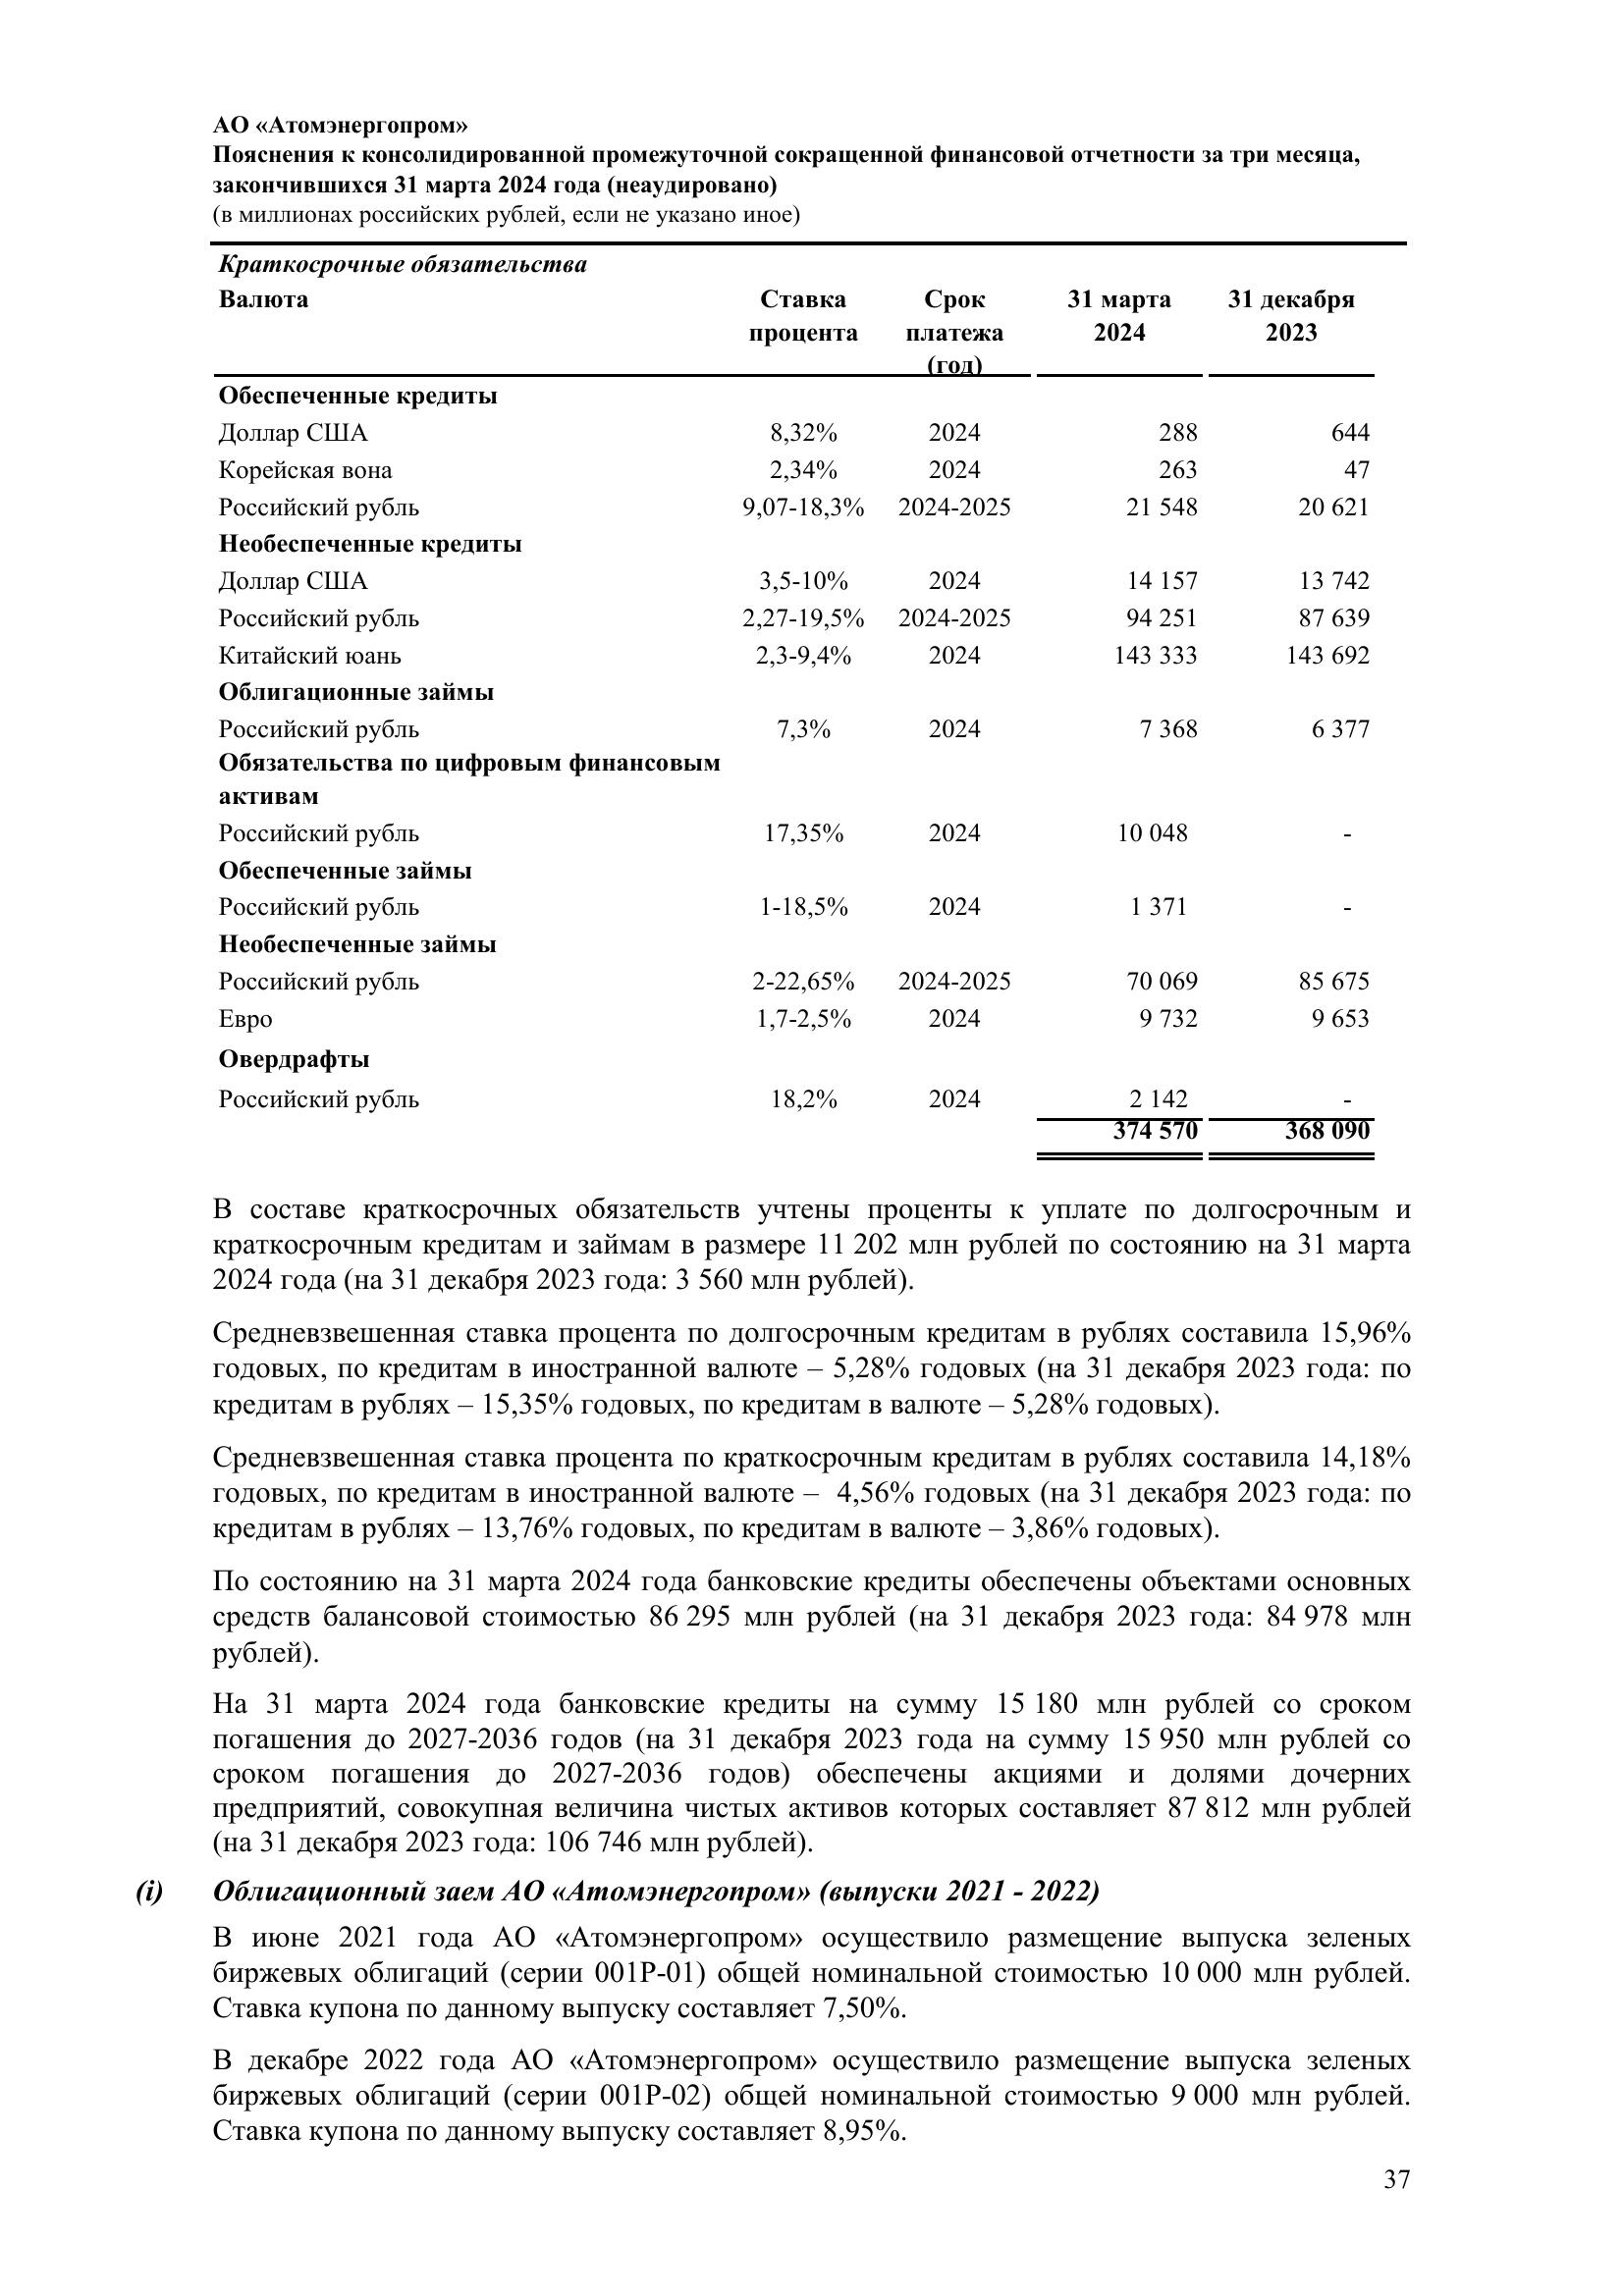 АО «Атомэнергопром»
Пояснения к консолидированной промежуточной сокращенной финансовой отчетности за три месяца,
закончившихся 31 марта 2024 года (неаудировано)
(в миллионах российских рублей, если не указано иное)
Краткосрочные обязательства
Валюта Ставка Срок 31 марта 31 декабря
процента платежа 2024 2023
(год)
Обеспеченные кредиты
Доллар США 8,32% 2024 288 644
Корейская вона 2,34% 2024 263 47
Российский рубль 9,07-18,3% 2024-2025 21 548 20 621
Необеспеченные кредиты
Доллар США 3,5-10% 2024 14 157 13 742
Российский рубль 2,27-19,5% 2024-2025 94 251 87 639
Китайский юань 2,3-9,4% 2024 143 333 143 692
Облигационные займы
Российский рубль 7,3% 2024 7 368 6 377
Обязательства по цифровым финансовым
активам
Российский рубль 17,35% 2024 10 048 -
Обеспеченные займы
Российский рубль 1-18,5% 2024 1 371 -
Необеспеченные займы
Российский рубль 2-22,65% 2024-2025 70 069 85 675
Евро 1,7-2,5% 2024 9 732 9 653
Овердрафты
Российский рубль 18,2% 2024 2 142 -
374 570 368 090
В составе краткосрочных обязательств учтены проценты к уплате по долгосрочным и
краткосрочным кредитам и займам в размере 11 202 млн рублей по состоянию на 31 марта
2024 года (на 31 декабря 2023 года: 3 560 млн рублей).
Средневзвешенная ставка процента по долгосрочным кредитам в рублях составила 15,96%
годовых, по кредитам в иностранной валюте – 5,28% годовых (на 31 декабря 2023 года: по
кредитам в рублях – 15,35% годовых, по кредитам в валюте – 5,28% годовых).
Средневзвешенная ставка процента по краткосрочным кредитам в рублях составила 14,18%
годовых, по кредитам в иностранной валюте – 4,56% годовых (на 31 декабря 2023 года: по
кредитам в рублях – 13,76% годовых, по кредитам в валюте – 3,86% годовых).
По состоянию на 31 марта 2024 года банковские кредиты обеспечены объектами основных
средств балансовой стоимостью 86 295 млн рублей (на 31 декабря 2023 года: 84 978 млн
рублей).
На 31 марта 2024 года банковские кредиты на сумму 15 180 млн рублей со сроком
погашения до 2027-2036 годов (на 31 декабря 2023 года на сумму 15 950 млн рублей со
сроком погашения до 2027-2036 годов) обеспечены акциями и долями дочерних
предприятий, совокупная величина чистых активов которых составляет 87 812 млн рублей
(на 31 декабря 2023 года: 106 746 млн рублей).
(i) Облигационный заем АО «Атомэнергопром» (выпуски 2021 - 2022)
В июне 2021 года АО «Атомэнергопром» осуществило размещение выпуска зеленых
биржевых облигаций (серии 001P-01) общей номинальной стоимостью 10 000 млн рублей.
Ставка купона по данному выпуску составляет 7,50%.
В декабре 2022 года АО «Атомэнергопром» осуществило размещение выпуска зеленых
биржевых облигаций (серии 001P-02) общей номинальной стоимостью 9 000 млн рублей.
Ставка купона по данному выпуску составляет 8,95%.
37